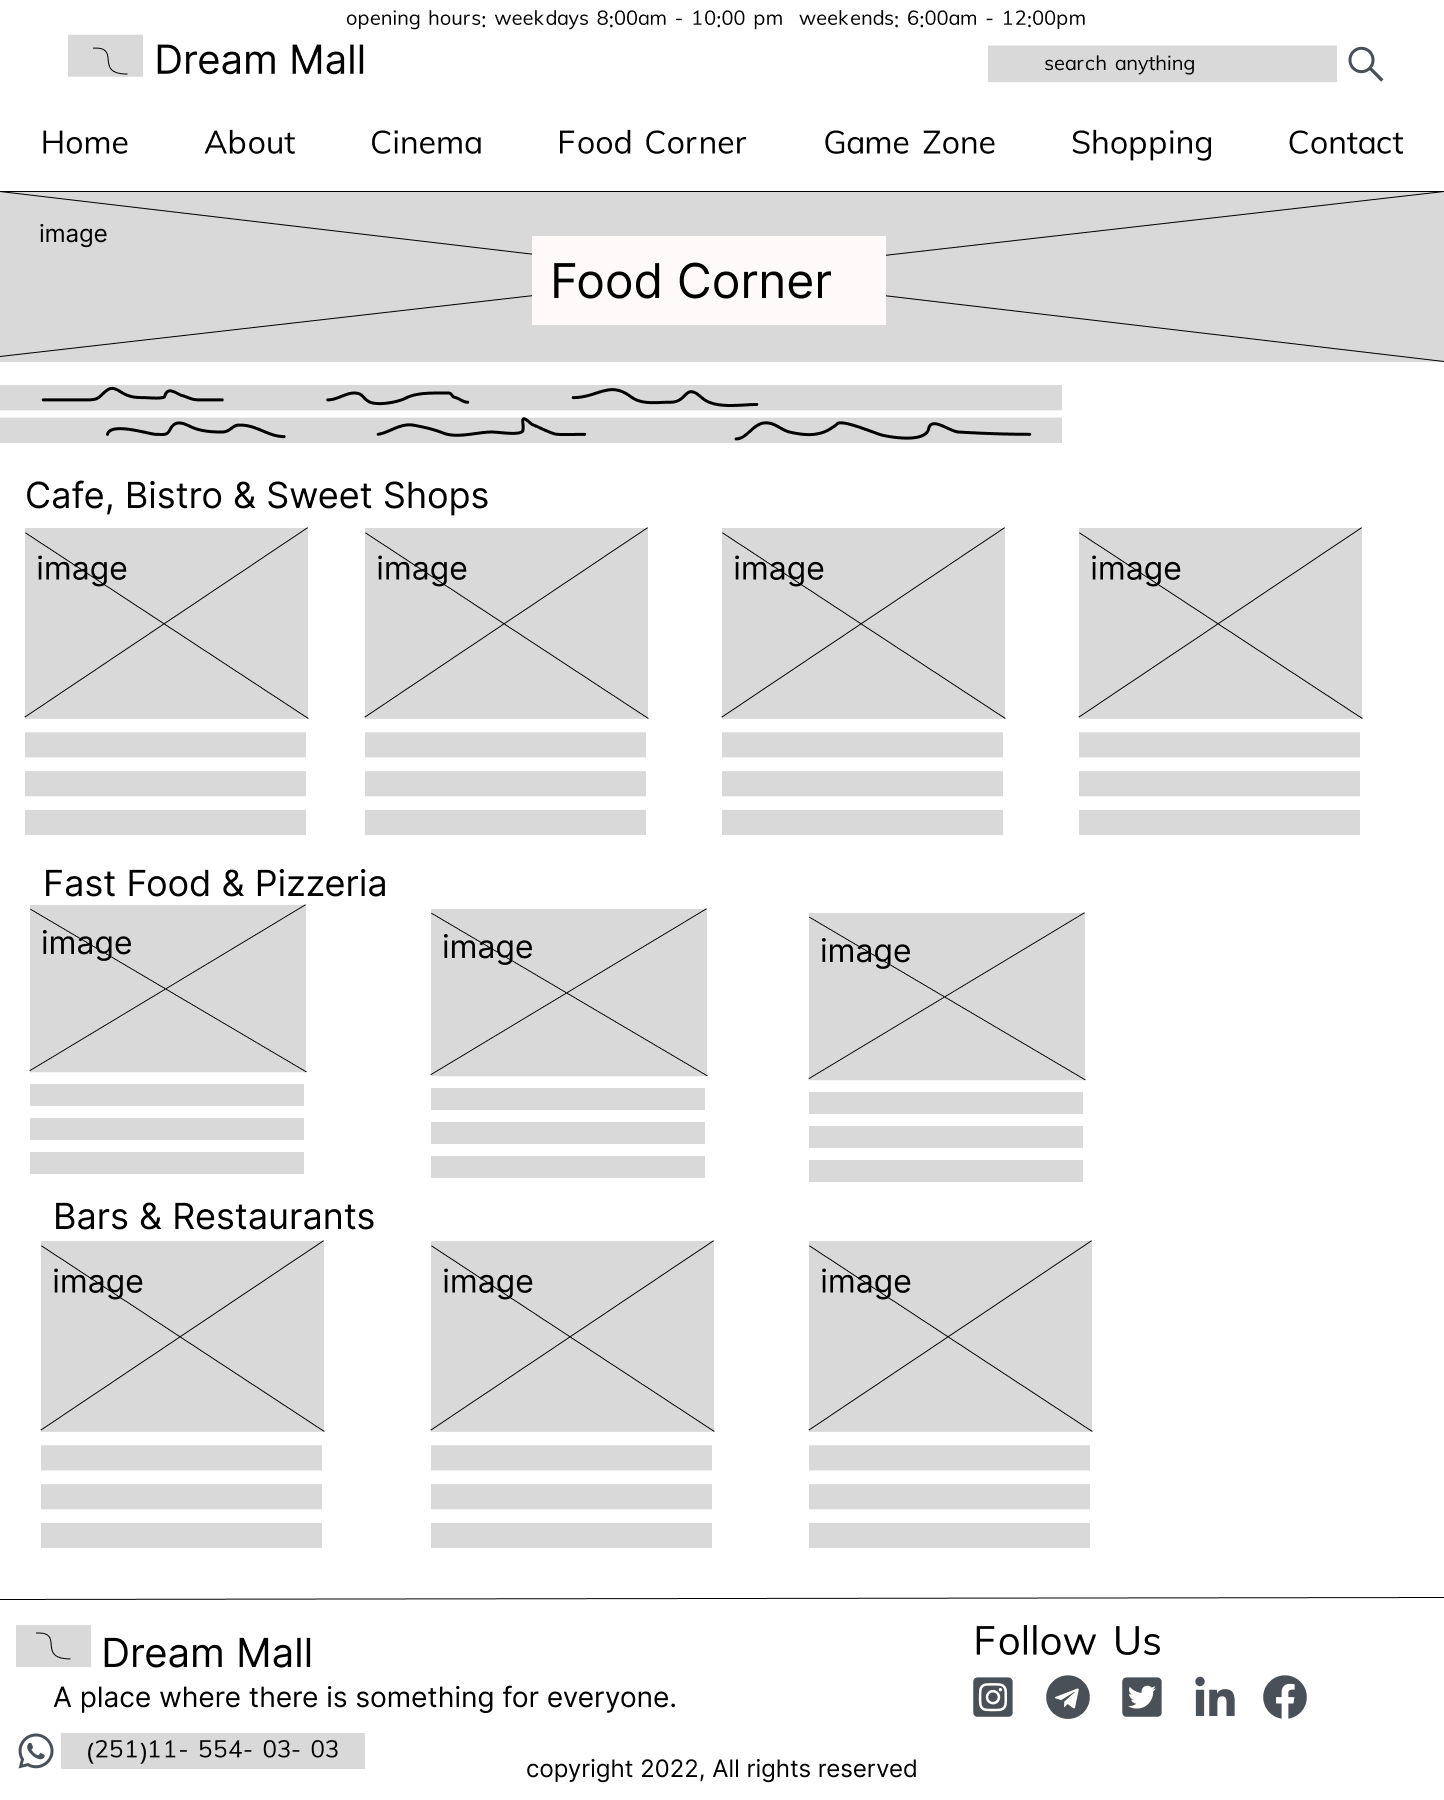 opening hours: weekdays 8:00am - 10:00 pm  weekends: 6:00am - 12:00pm
Dream Mall
search anything
Home About Cinema Food Corner Game Zone Shopping Contact
image
Food Corner
Cafe, Bistro & Sweet Shops
image image image image
Fast Food & Pizzeria
image image image
Bars & Restaurants
image image image
Dream Mall
A place where there is something for everyone.
(251)11- 554- 03- 03
Follow Us
in
copyright 2022, All rights reserved